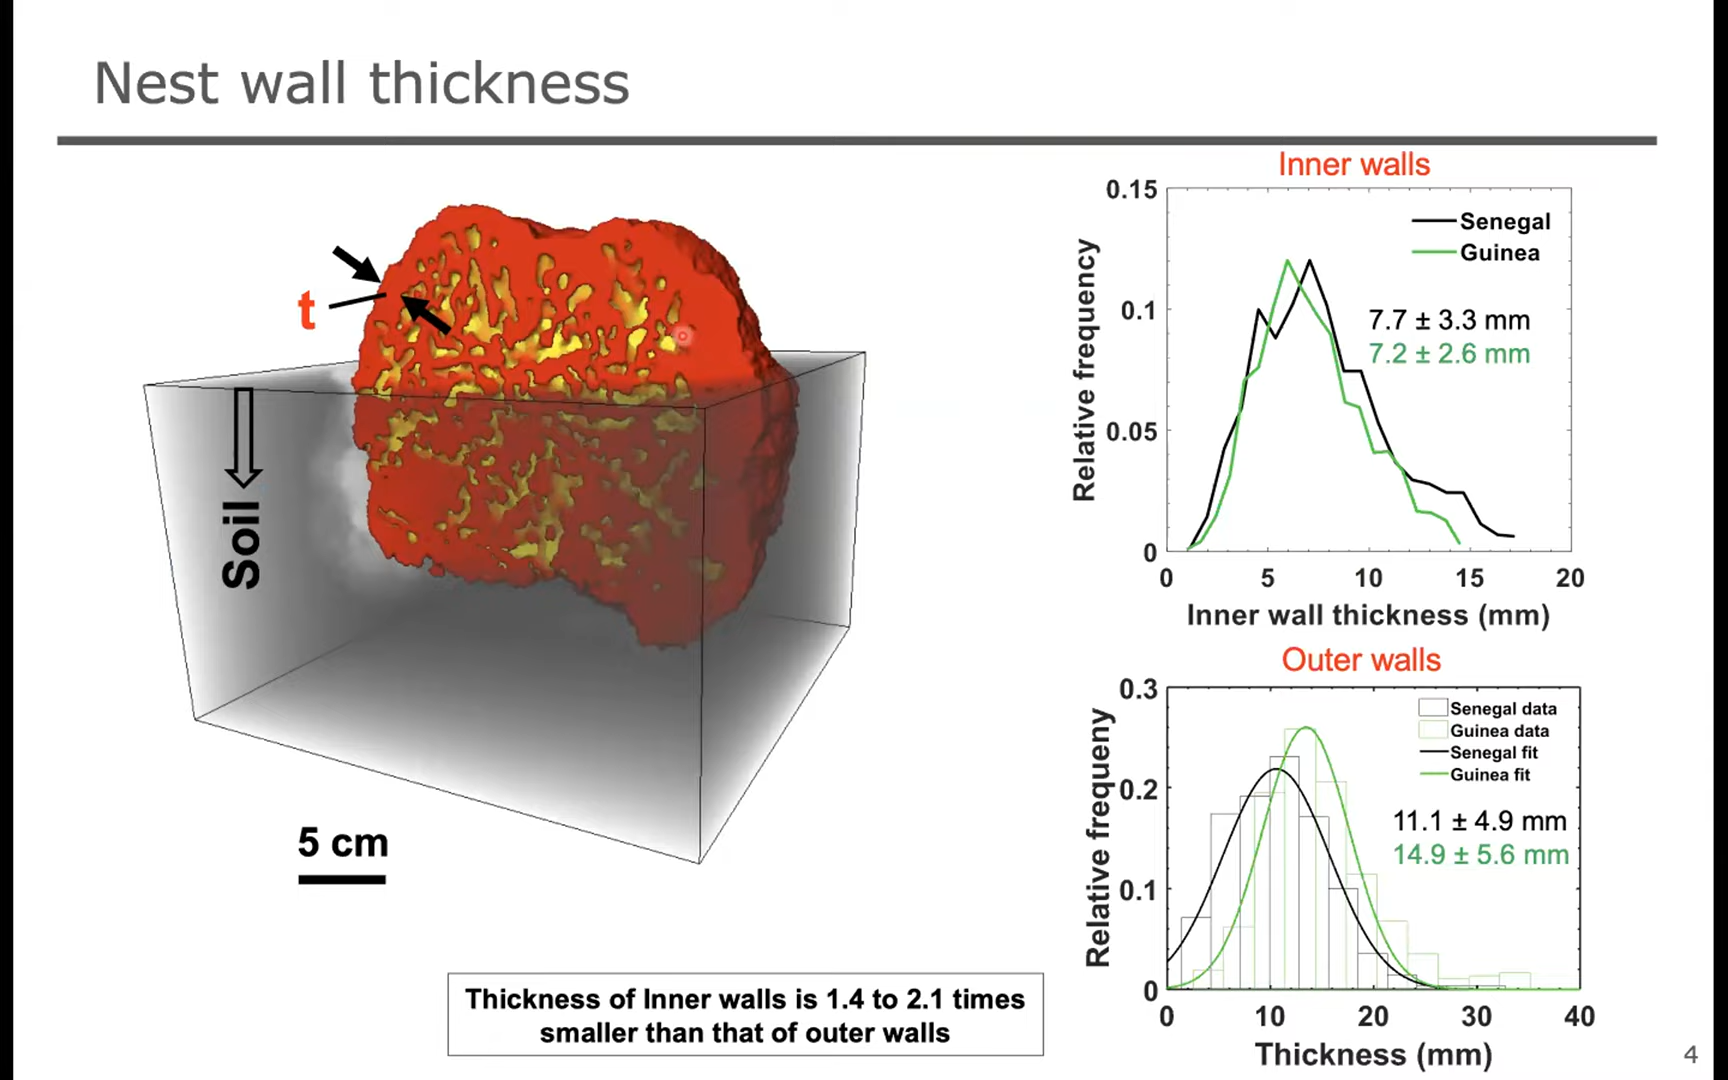 Nest wall thickness
t
Soil
5 cm
Thickness of Inner walls is 1.4 to 2.1 times
smaller than that of outer walls
Inner walls
0.15
0.1
0.05
0
Relative frequency
Senegal
Guinea
7.7 ± 3.3 mm
7.2 ± 2.6 mm
0 5 10 15 20
Inner wall thickness (mm)
Outer walls
0.3
0.2
0.1
0
Relative frequeny
Senegal data
Guinea data
Senegal fit
Guinea fit
11.1 ± 4.9 mm
14.9 ± 5.6 mm
0 10 20 30 40
Thickness (mm)
4